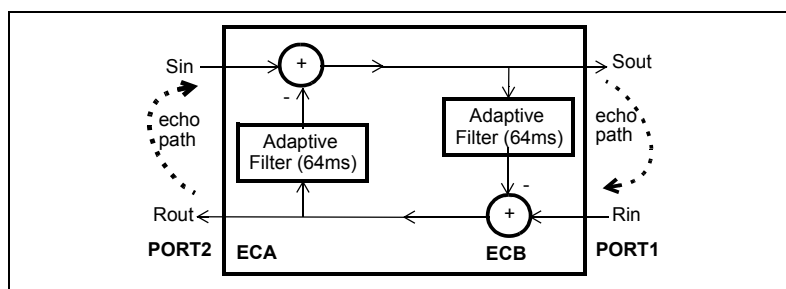 Sin
+
Sout
-
echo
path
Adaptive
Filter (64ms)
Adaptive
Filter (64ms)
echo
path
-
Rout
+
Rin
PORT2
ECA
ECB
PORT1